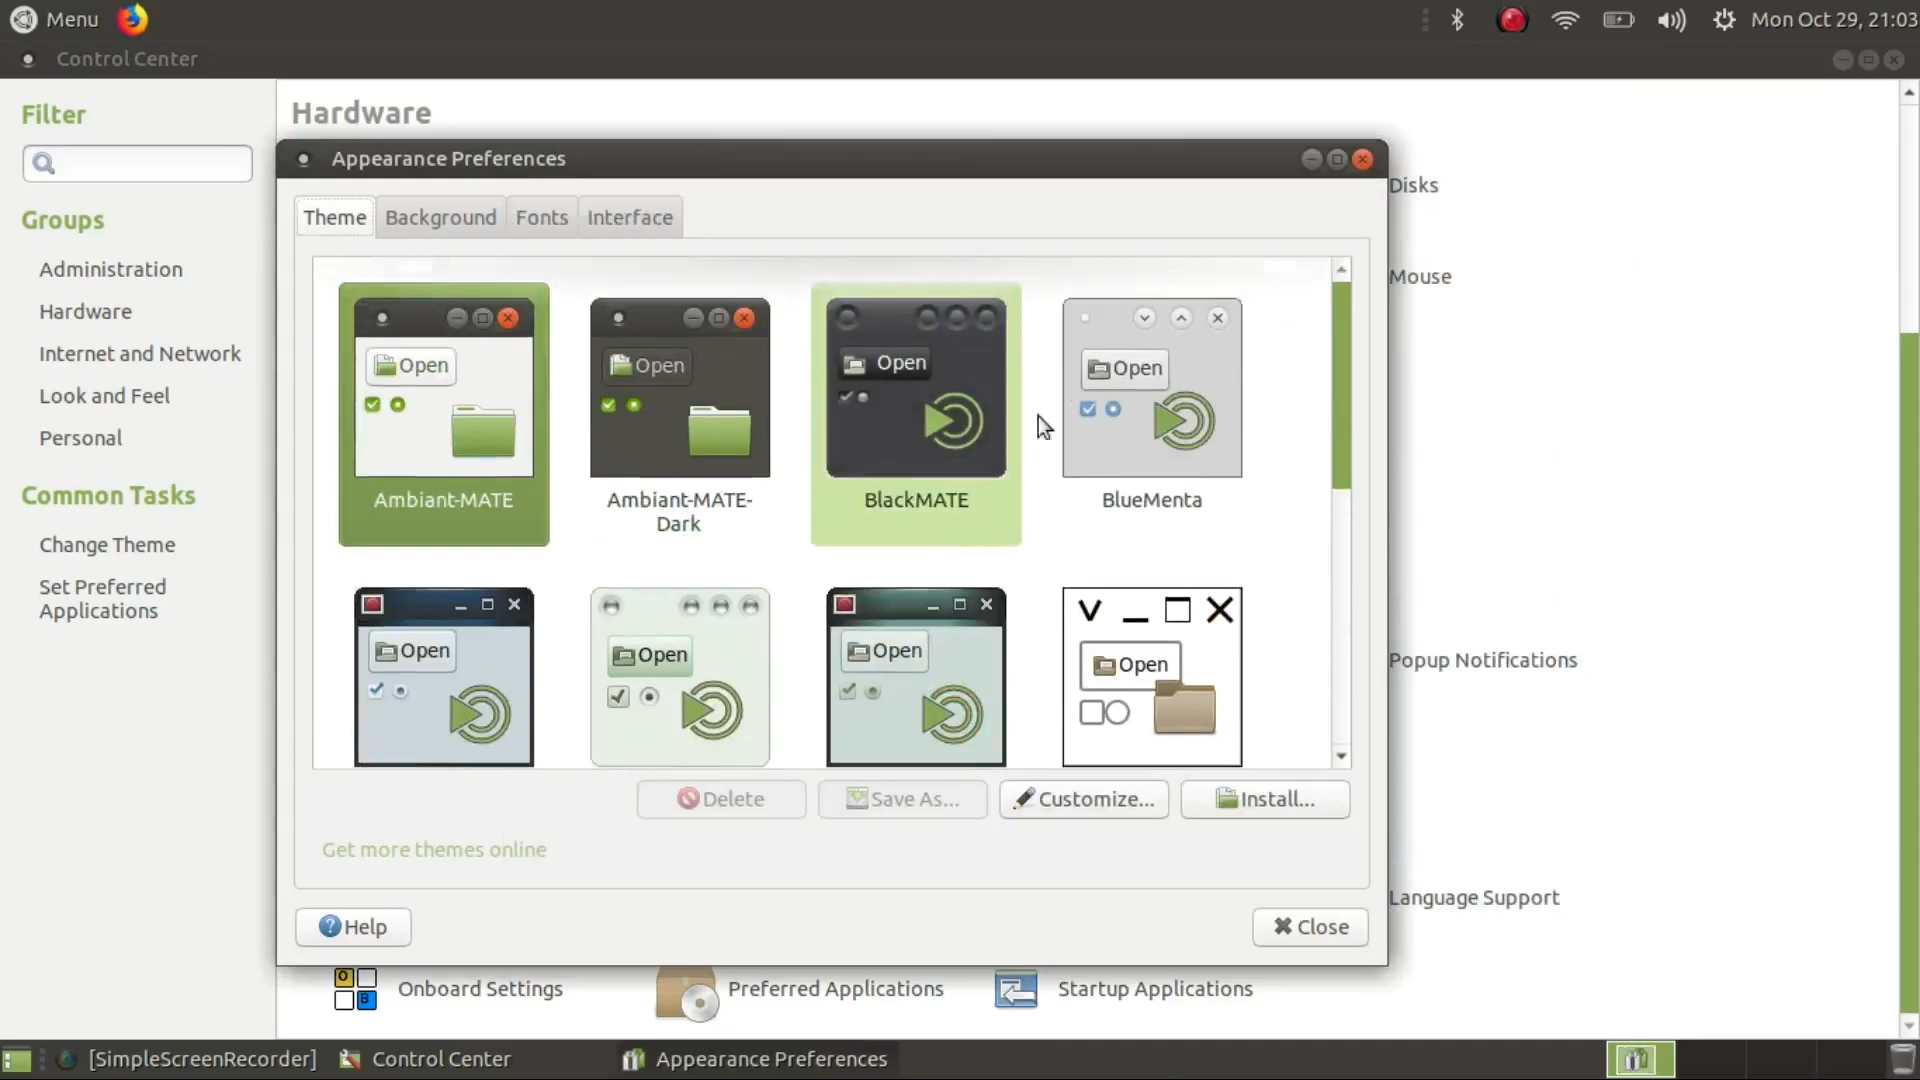 Menu
Mon Oct 29, 21:03
Control Center
Filter
Groups
Administration
Hardware
Internet and Network
Look and Feel
Personal
Common Tasks
Change Theme
Set Preferred
Applications
Hardware
Disks
Mouse
Popup Notifications
Language Support
Appearance Preferences
Theme
Background
Fonts
Interface
Open
Open
Open
Open
Ambiant-MATE
Ambiant-MATE-
Dark
BlackMATE
BlueMenta
Open
Open
Open
Open
Delete
Save As...
Customize...
Install...
Get more themes online
Help
Close
O
B
Onboard Settings
Preferred Applications
Startup Applications
[SimpleScreenRecorder]
Control Center
Appearance Preferences